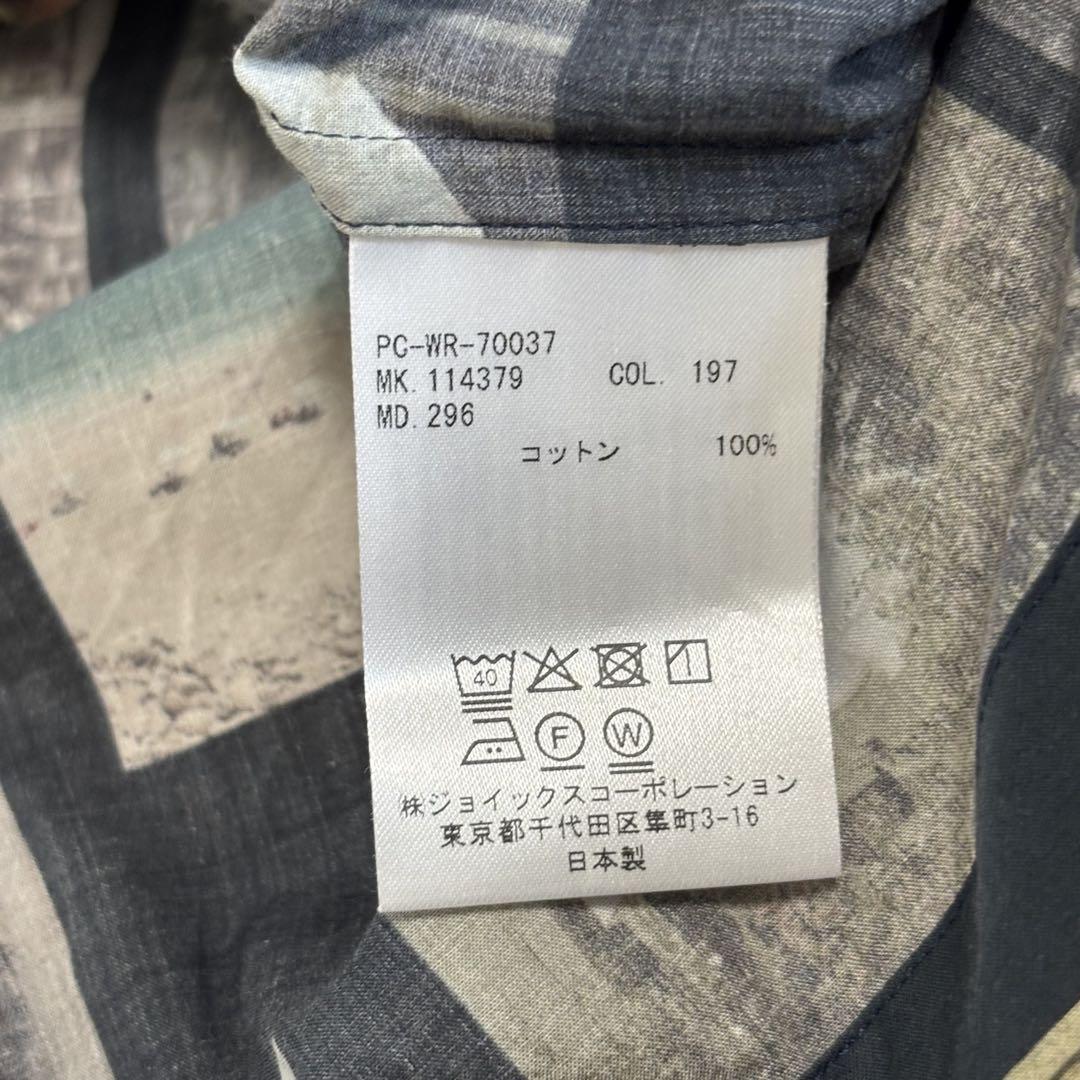 PC-WR-70037
MK. 114379 COL. 197
MD. 296
コットン 100%
40
F W
㈱ジョイックスコーポレーション
東京都千代田区隼町3-16
日本製